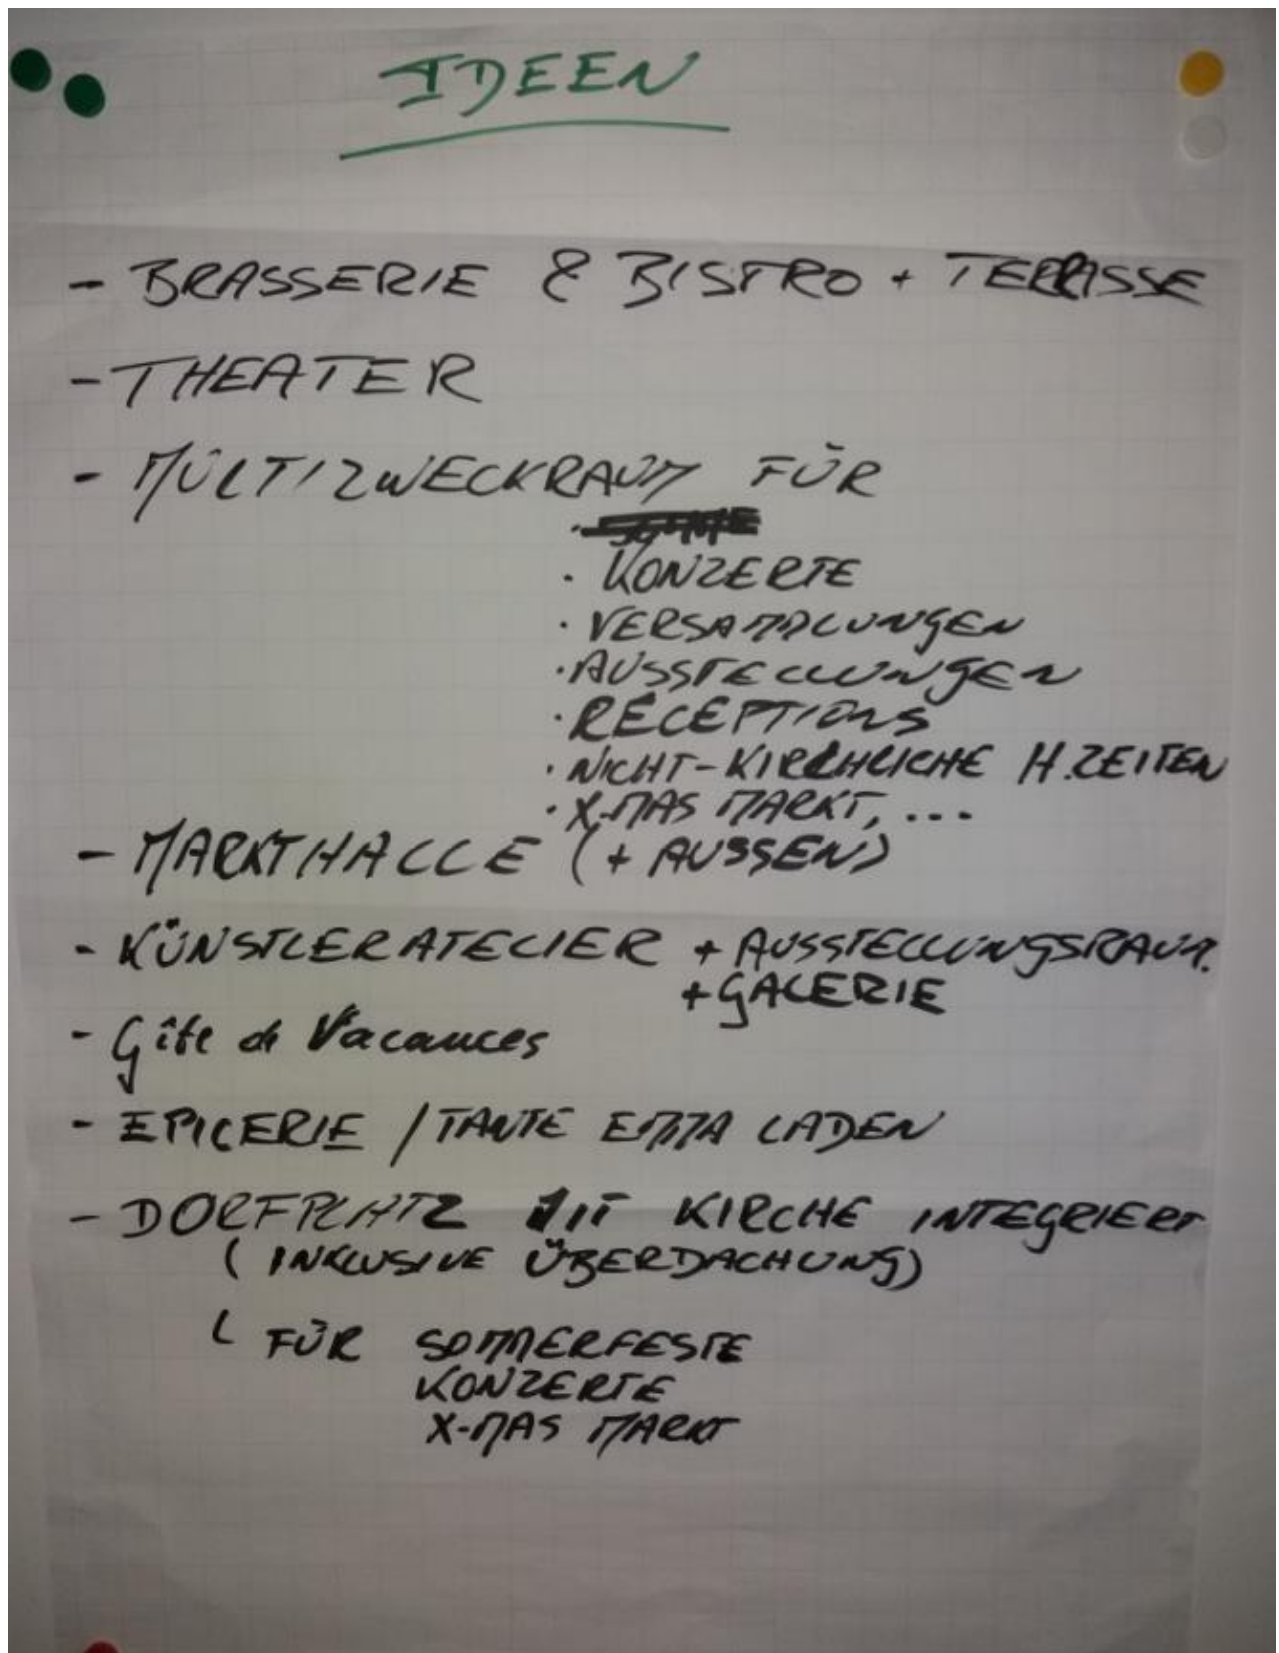 IDEEN
- BRASSERIE & BISTRO + TERRASSE
- THEATER
- MULTIZWECKRAUM FÜR
· KONZERTE
· VERSAMMLUNGEN
· AUSSTELLUNGEN
· RÉCEPTIONS
· NICHT-KIRCHLICHE H.ZEITEN
· X-MAS MARKT, ...
- MARKTHALLE (+ AUSSEN)
- KÜNSTLERATELIER + AUSSTELLUNGSRAUM.
+ GALERIE
- Gîte de Vacances
- EPICERIE / TANTE EMMA LADEN
- DORFPLATZ MIT KIRCHE INTEGRIERT
( INKLUSIVE ÜBERDACHUNG)
FÜR SOMMERFESTE
KONZERTE
X-MAS MARKT